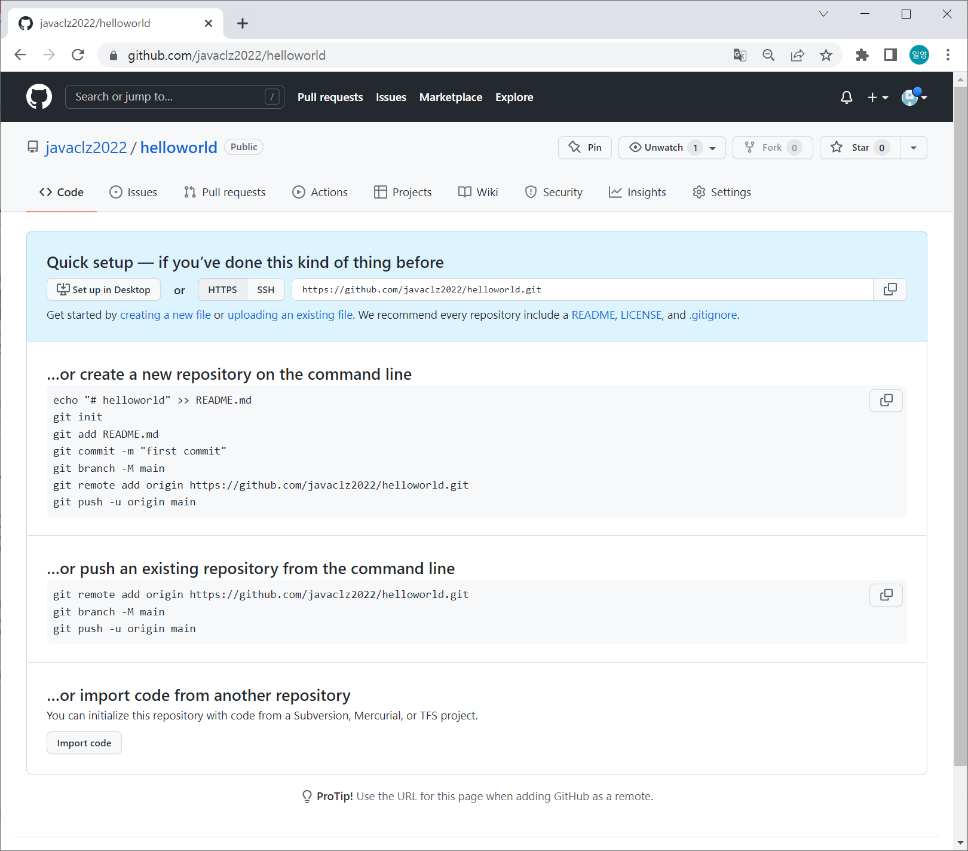 javaclz2022/helloworld
github.com/javaclz2022/helloworld
일영
Search or jump to... /
Pull requests Issues Marketplace Explore
javaclz2022 / helloworld Public
Pin Unwatch 1 Fork 0 Star 0
Code Issues Pull requests Actions Projects Wiki Security Insights Settings
Quick setup — if you’ve done this kind of thing before
Set up in Desktop or HTTPS SSH https://github.com/javaclz2022/helloworld.git
Get started by creating a new file or uploading an existing file. We recommend every repository include a README, LICENSE, and .gitignore.
…or create a new repository on the command line
echo "# helloworld" >> README.md
git init
git add README.md
git commit -m "first commit"
git branch -M main
git remote add origin https://github.com/javaclz2022/helloworld.git
git push -u origin main
…or push an existing repository from the command line
git remote add origin https://github.com/javaclz2022/helloworld.git
git branch -M main
git push -u origin main
…or import code from another repository
You can initialize this repository with code from a Subversion, Mercurial, or TFS project.
Import code
ProTip! Use the URL for this page when adding GitHub as a remote.